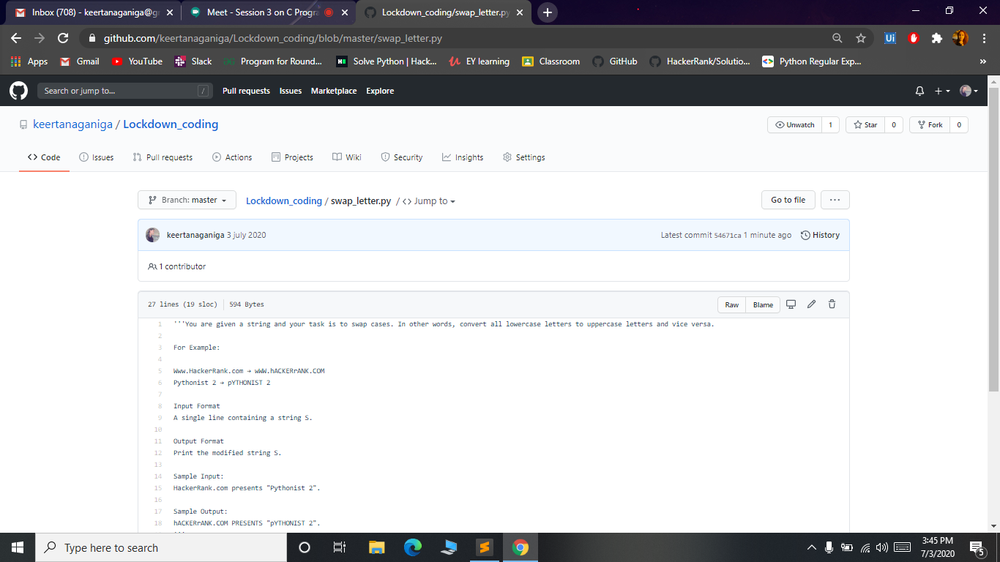 Inbox (708) - keertanaganiga@gr
Meet - Session 3 on C Progra
Lockdown_coding/swap_letter.py
github.com/keertanaganiga/Lockdown_coding/blob/master/swap_letter.py
Apps Gmail YouTube Slack Program for Round... Solve Python | Hack... EY learning Classroom GitHub HackerRank/Solutio... Python Regular Exp... »
Search or jump to... /
Pull requests Issues Marketplace Explore
keertanaganiga / Lockdown_coding
Unwatch 1 Star 0 Fork 0
Code Issues Pull requests Actions Projects Wiki Security Insights Settings
Branch: master
Lockdown_coding / swap_letter.py / <> Jump to
Go to file ...
keertanaganiga 3 july 2020
Latest commit 54671ca 1 minute ago History
1 contributor
27 lines (19 sloc) 594 Bytes
Raw Blame
1 '''You are given a string and your task is to swap cases. In other words, convert all lowercase letters to uppercase letters and vice versa.
2
3 For Example:
4
5 Www.HackerRank.com → wWW.hACKERrANK.COM
6 Pythonist 2 → pYTHONIST 2
7
8 Input Format
9 A single line containing a string S.
10
11 Output Format
12 Print the modified string S.
13
14 Sample Input:
15 HackerRank.com presents "Pythonist 2".
16
17 Sample Output:
18 hACKERrANK.COM PRESENTS "pYTHONIST 2".
'''
Type here to search
3:45 PM
7/3/2020
5